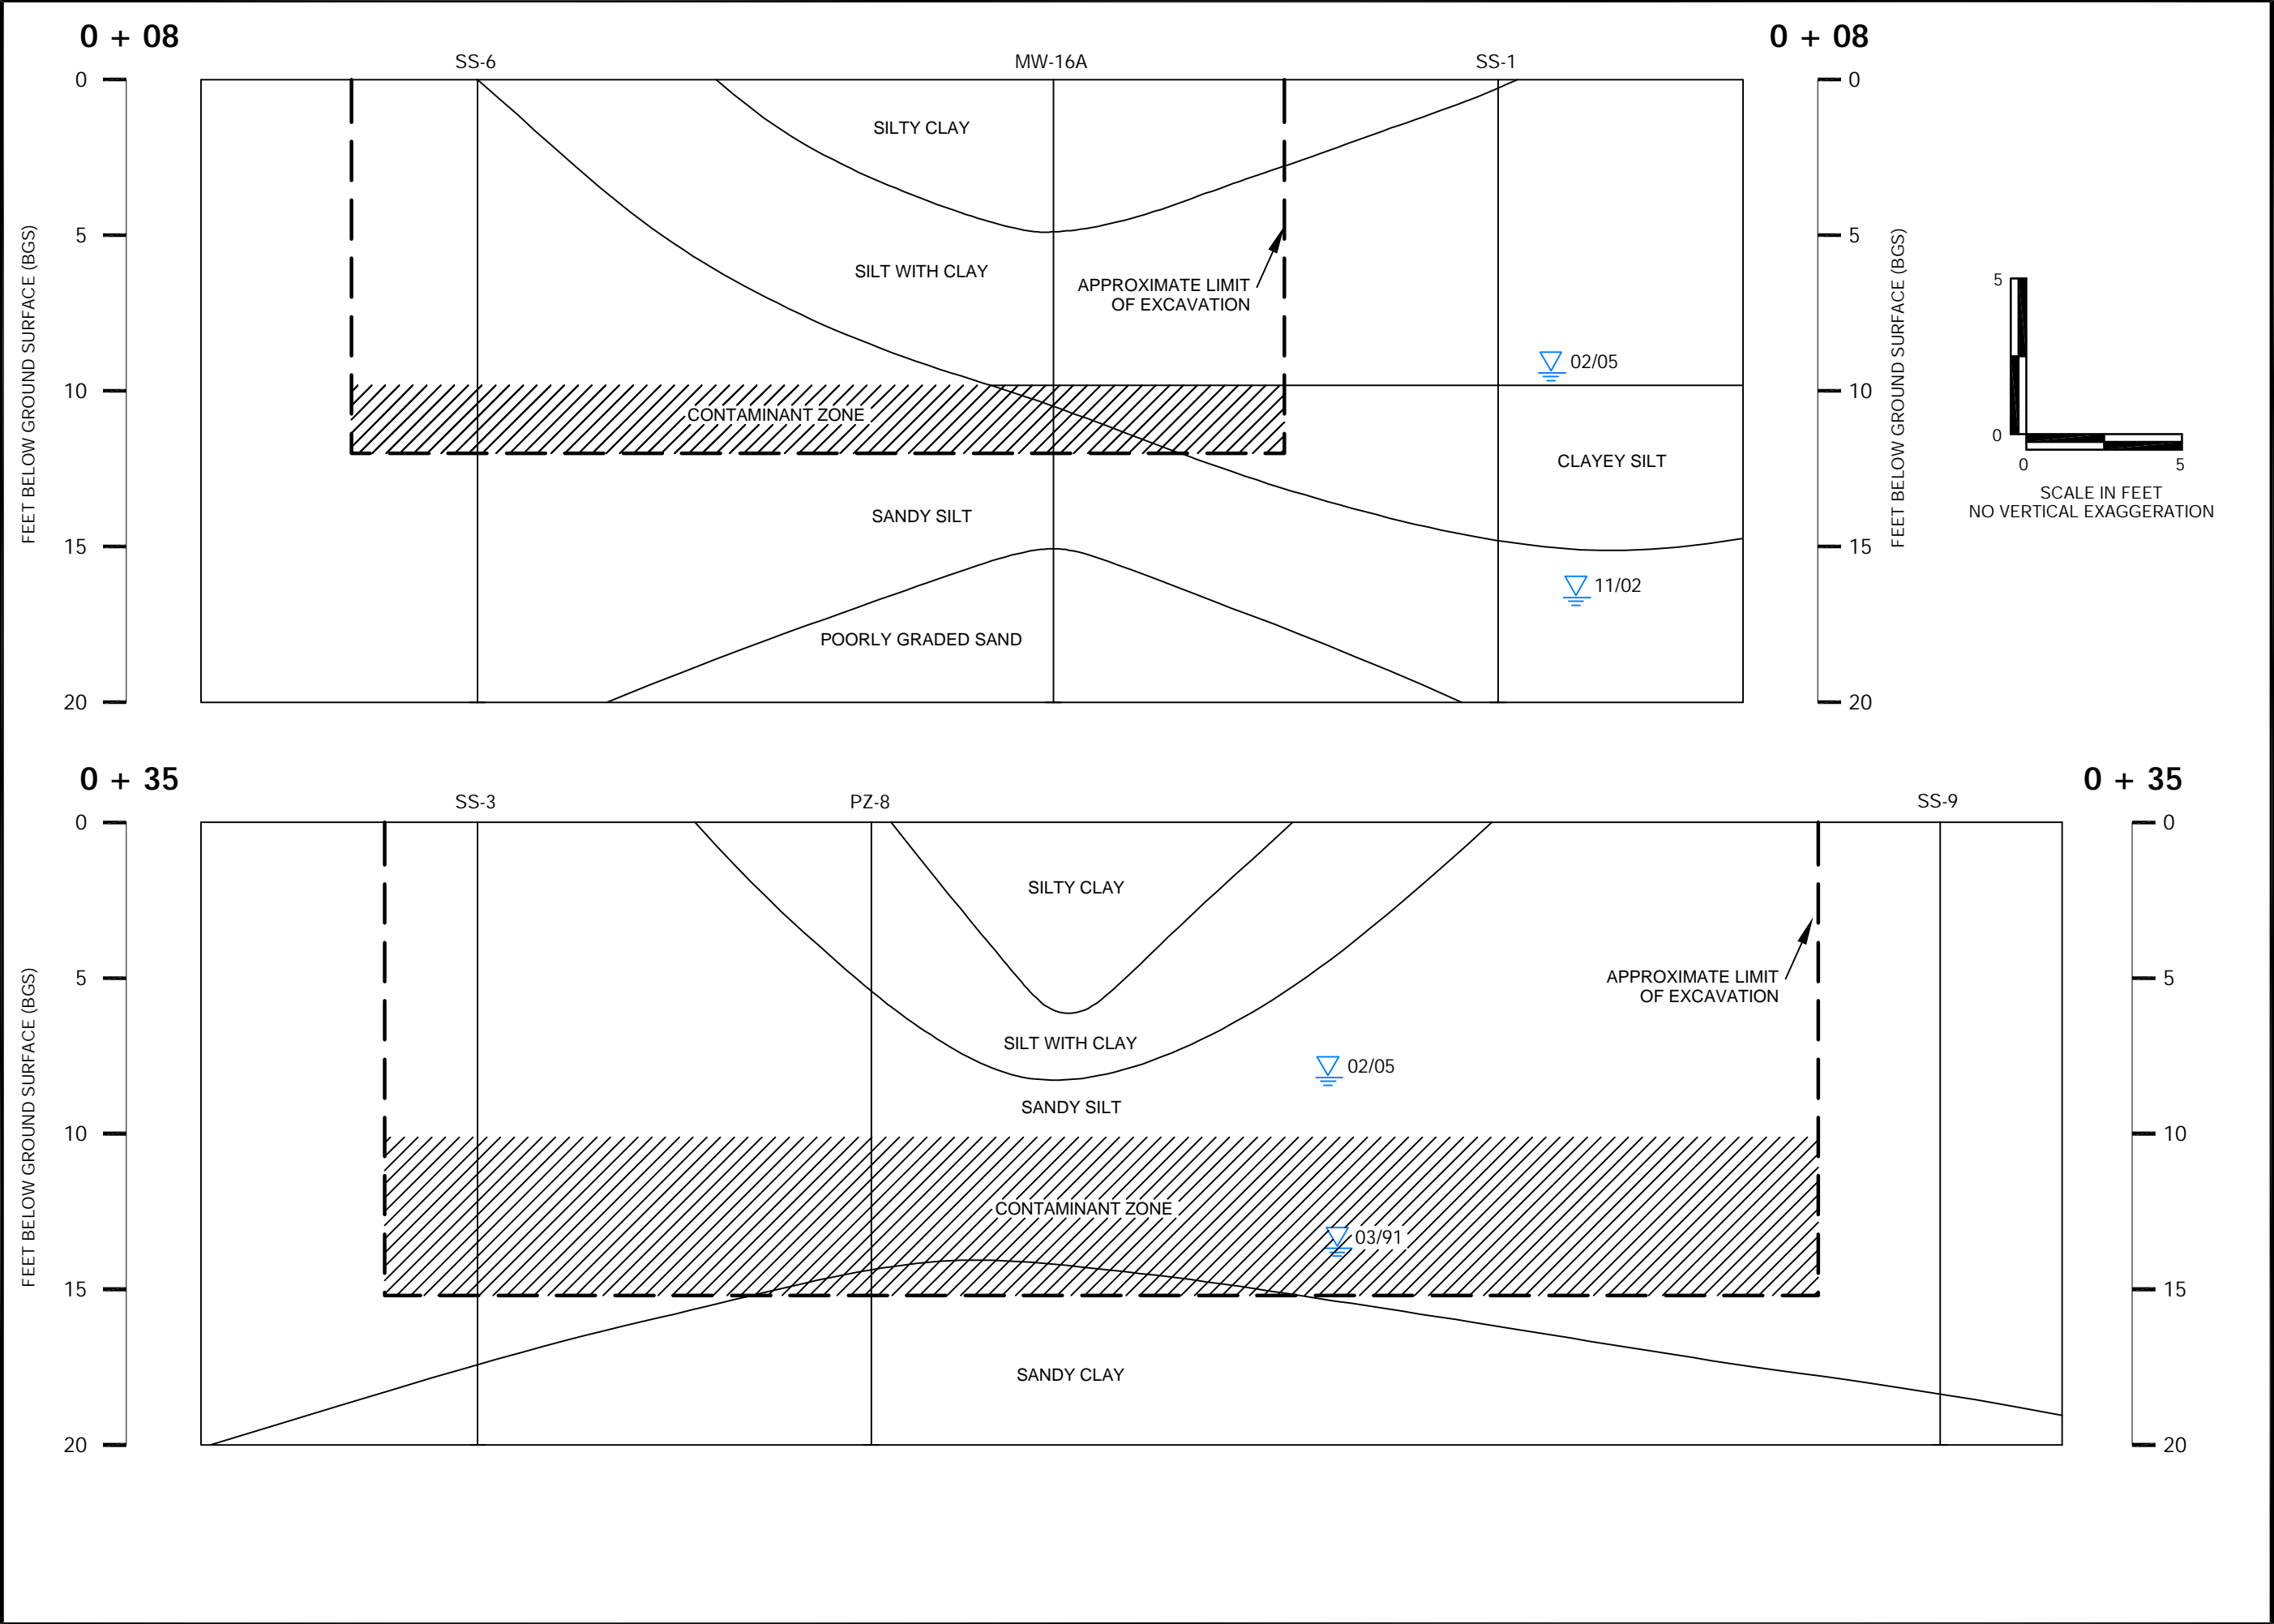 0 + 08
0 + 08
SS-6
MW-16A
SS-1
0
0
SILTY CLAY
5
5
SILT WITH CLAY
APPROXIMATE LIMIT
OF EXCAVATION
FEET BELOW GROUND SURFACE (BGS)
FEET BELOW GROUND SURFACE (BGS)
02/05
10
10
CONTAMINANT ZONE
CLAYEY SILT
SANDY SILT
15
15
11/02
POORLY GRADED SAND
20
20
5
0
0
5
SCALE IN FEET
NO VERTICAL EXAGGERATION
0 + 35
0 + 35
SS-3
PZ-8
SS-9
0
0
SILTY CLAY
5
5
APPROXIMATE LIMIT
OF EXCAVATION
SILT WITH CLAY
02/05
SANDY SILT
10
10
FEET BELOW GROUND SURFACE (BGS)
CONTAMINANT ZONE
03/91
15
15
SANDY CLAY
20
20